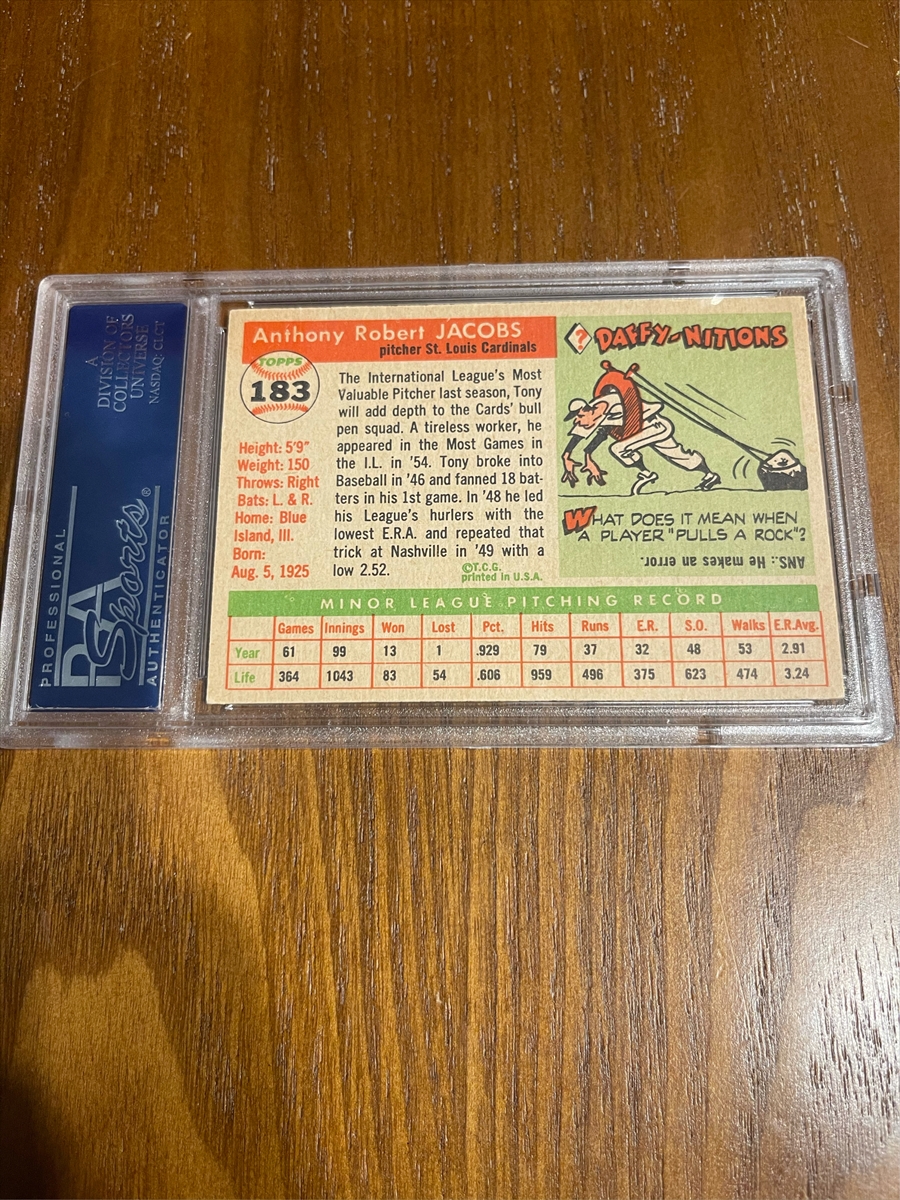 A
DIVISION OF
COLLECTORS
UNIVERSE
NASDAQ: CLCT
PROFESSIONAL
PSA
Sports®
AUTHENTICATOR
Anthony Robert JACOBS
pitcher St. Louis Cardinals
TOPPS
183
Height: 5'9"
Weight: 150
Throws: Right
Bats: L. & R.
Home: Blue
Island, Ill.
Born:
Aug. 5, 1925
The International League's Most
Valuable Pitcher last season, Tony
will add depth to the Cards' bull
pen squad. A tireless worker, he
appeared in the Most Games in
the I.L. in '54. Tony broke into
Baseball in '46 and fanned 18 bat-
ters in his 1st game. In '48 he led
his League's hurlers with the
lowest E.R.A. and repeated that
trick at Nashville in '49 with a
low 2.52.
©T.C.G.
printed in U.S.A.
? DAFFY-NITIONS
WHAT DOES IT MEAN WHEN
A PLAYER "PULLS A ROCK"?
ANS.: He makes an error.
MINOR LEAGUE PITCHING RECORD
Games Innings Won Lost Pct. Hits Runs E.R. S.O. Walks E.R.Avg.
Year 61 99 13 1 .929 79 37 32 48 53 2.91
Life 364 1043 83 54 .606 959 496 375 623 474 3.24